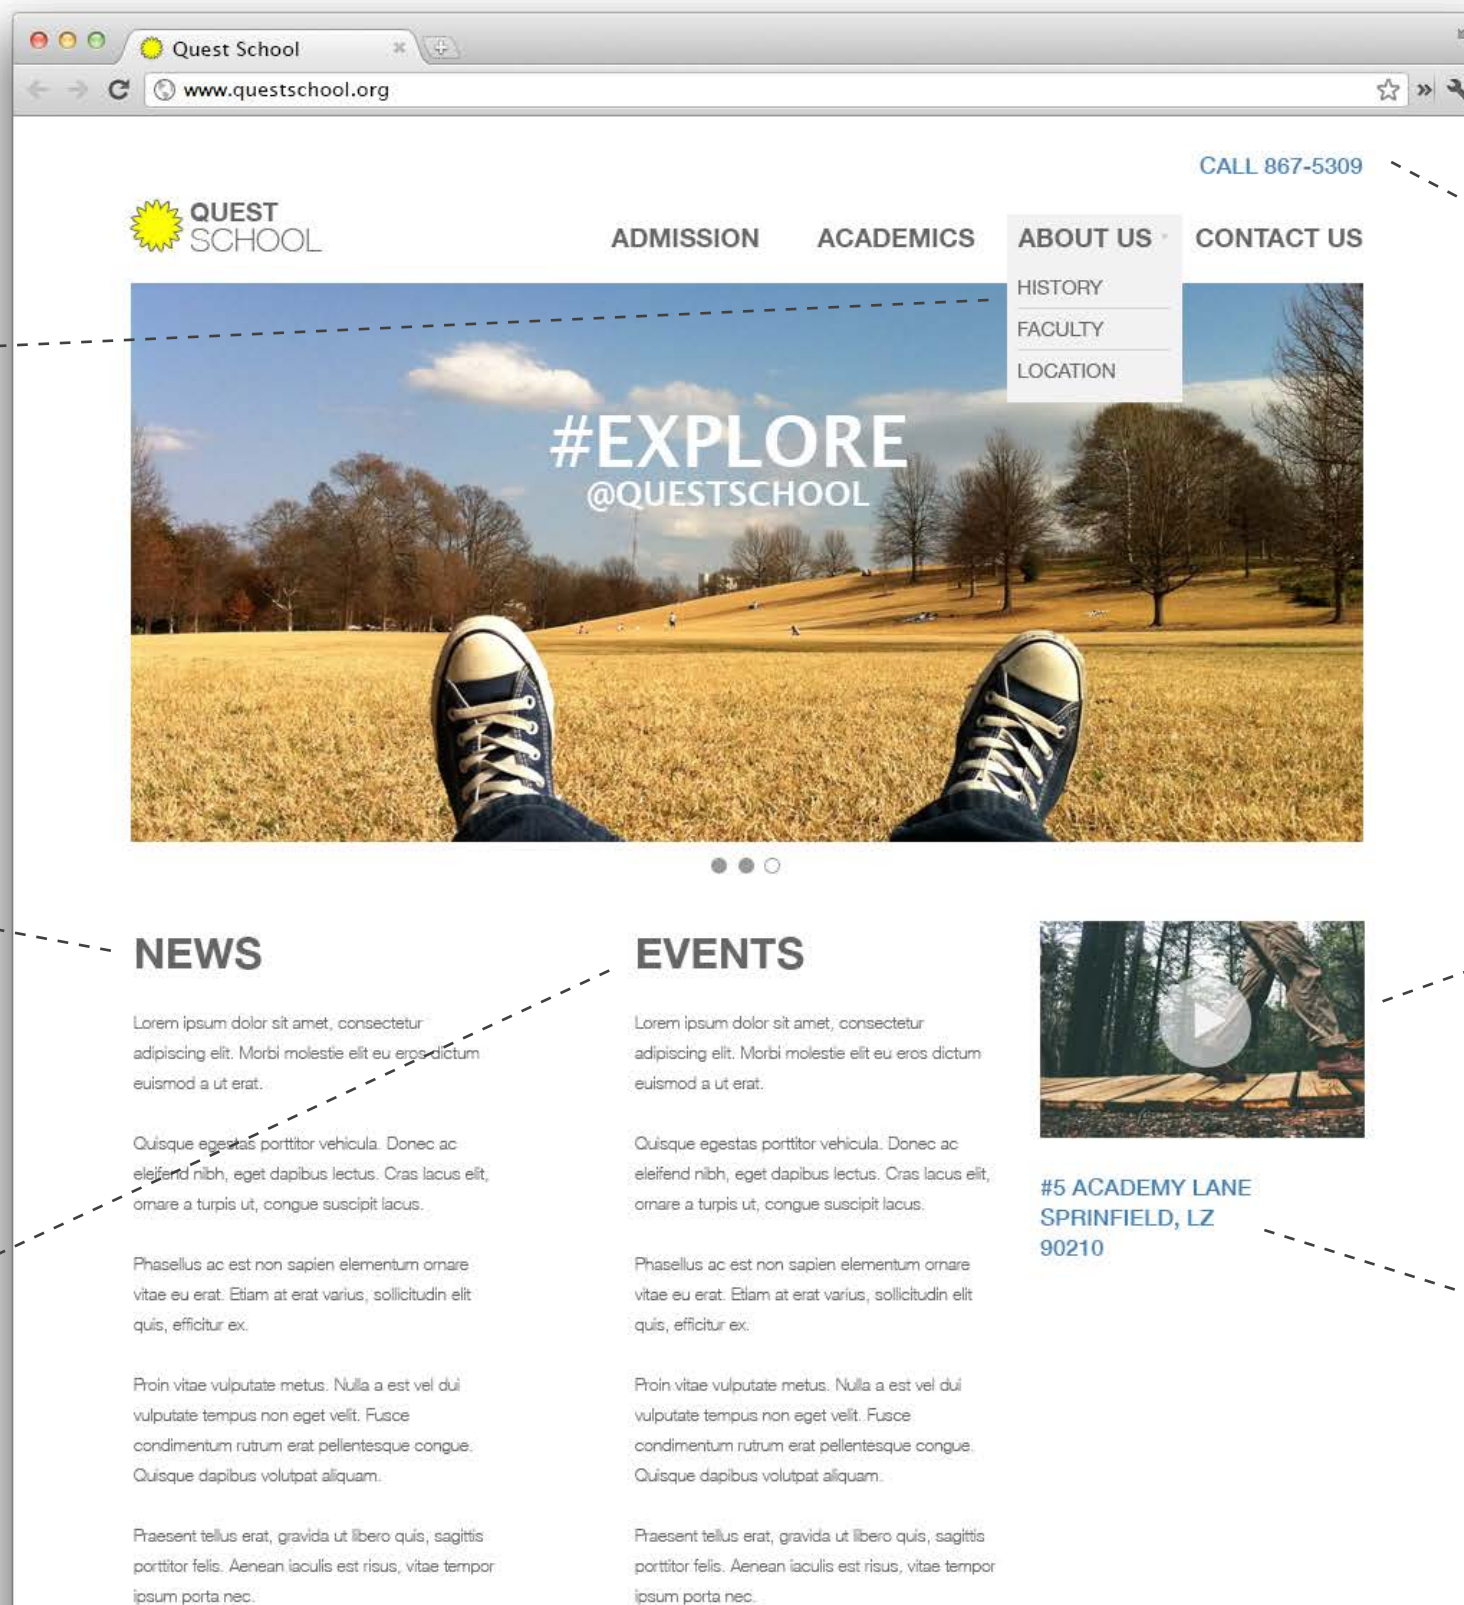 Quest School
www.questschool.org
CALL 867-5309
QUEST
SCHOOL
ADMISSION
ACADEMICS
ABOUT US
CONTACT US
HISTORY
FACULTY
LOCATION
#EXPLORE
@QUESTSCHOOL
NEWS
Lorem ipsum dolor sit amet, consectetur
adipiscing elit. Morbi molestie elit eu eros dictum
euismod a ut erat.
Quisque egestas porttitor vehicula. Donec ac
eleifend nibh, eget dapibus lectus. Cras lacus elit,
ornare a turpis ut, congue suscipit lacus.
Phasellus ac est non sapien elementum ornare
vitae eu erat. Etiam at erat varius, sollicitudin elit
quis, efficitur ex.
Proin vitae vulputate metus. Nulla a est vel dui
vulputate tempus non eget velit. Fusce
condimentum rutrum erat pellentesque congue.
Quisque dapibus volutpat aliquam.
Praesent tellus erat, gravida ut libero quis, sagittis
porttitor felis. Aenean iaculis est risus, vitae tempor
ipsum porta nec.
EVENTS
Lorem ipsum dolor sit amet, consectetur
adipiscing elit. Morbi molestie elit eu eros dictum
euismod a ut erat.
Quisque egestas porttitor vehicula. Donec ac
eleifend nibh, eget dapibus lectus. Cras lacus elit,
ornare a turpis ut, congue suscipit lacus.
Phasellus ac est non sapien elementum ornare
vitae eu erat. Etiam at erat varius, sollicitudin elit
quis, efficitur ex.
Proin vitae vulputate metus. Nulla a est vel dui
vulputate tempus non eget velit. Fusce
condimentum rutrum erat pellentesque congue.
Quisque dapibus volutpat aliquam.
Praesent tellus erat, gravida ut libero quis, sagittis
porttitor felis. Aenean iaculis est risus, vitae tempor
ipsum porta nec.
#5 ACADEMY LANE
SPRINFIELD, LZ
90210